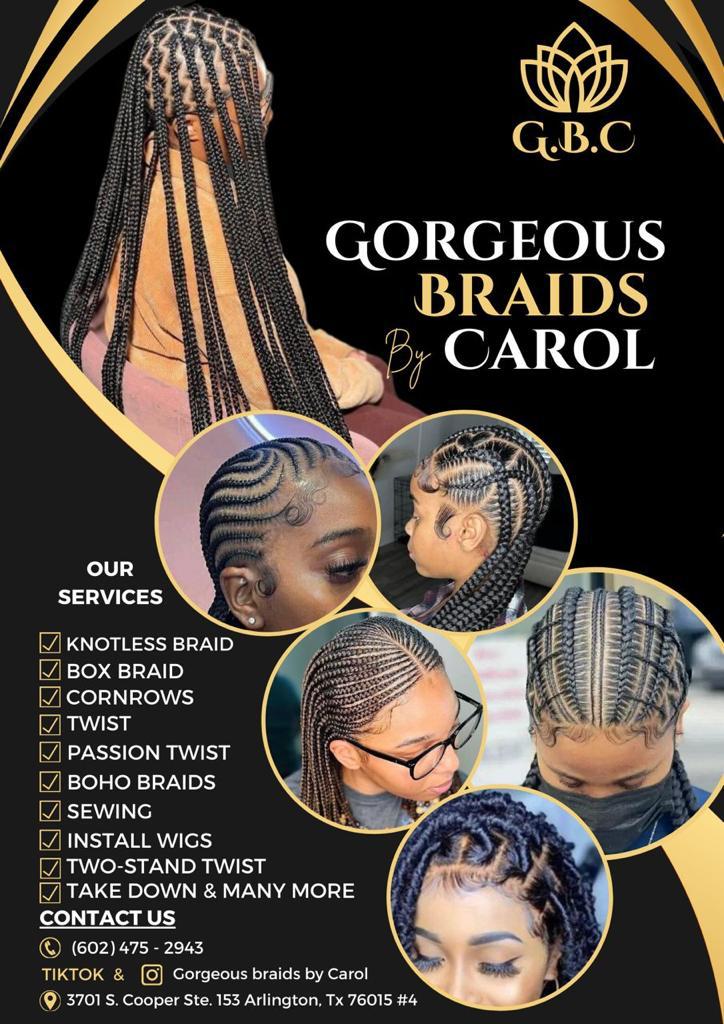 G.B.C
GORGEOUS
BRAIDS
By CAROL
OUR
SERVICES
KNOTLESS BRAID
BOX BRAID
CORNROWS
TWIST
PASSION TWIST
BOHO BRAIDS
SEWING
INSTALL WIGS
TWO-STAND TWIST
TAKE DOWN & MANY MORE
CONTACT US
(602) 475 - 2943
TIKTOK & Gorgeous braids by Carol
3701 S. Cooper Ste. 153 Arlington, Tx 76015 #4